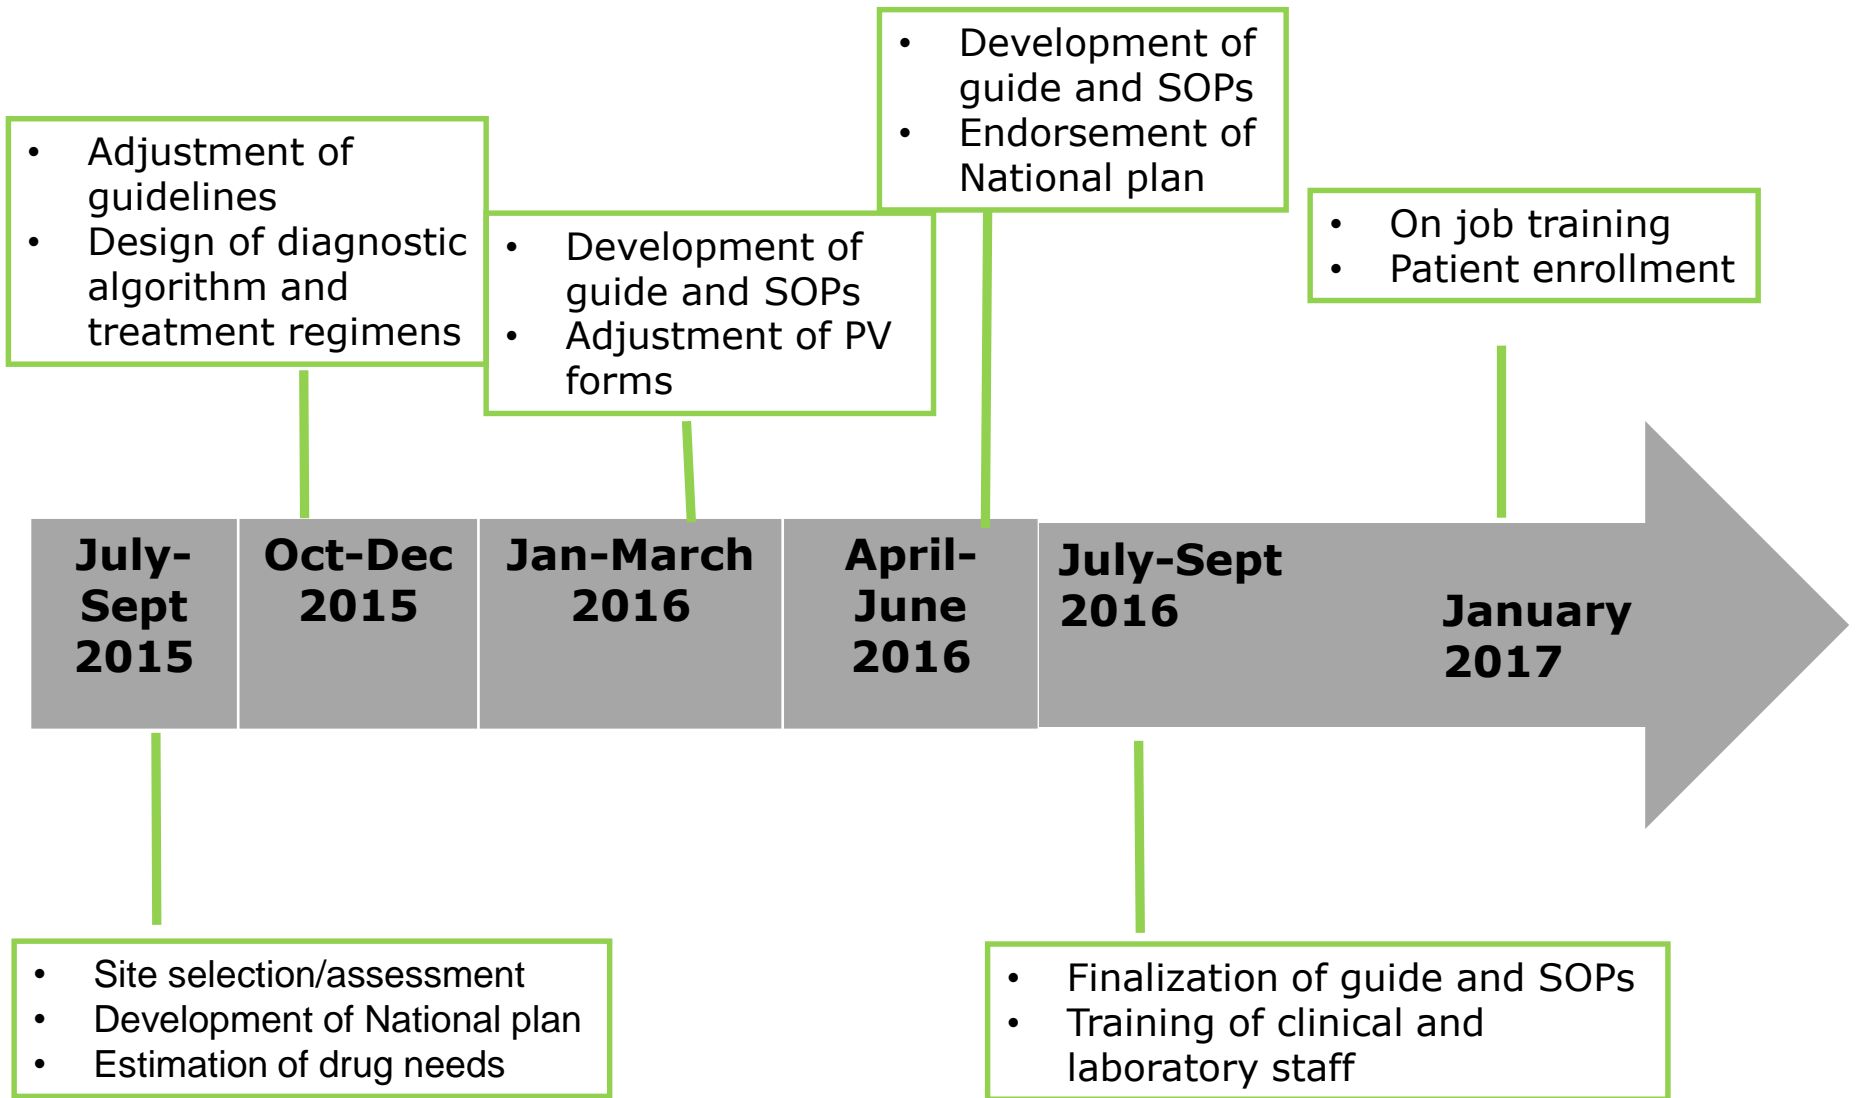 • Development of
guide and SOPs
• Endorsement of
National plan
• Adjustment of
guidelines
• Design of diagnostic
algorithm and
treatment regimens
• Development of
guide and SOPs
• Adjustment of PV
forms
• On job training
• Patient enrollment
July-
Sept
2015
Oct-Dec
2015
Jan-March
2016
April-
June
2016
July-Sept
2016
January
2017
• Site selection/assessment
• Development of National plan
• Estimation of drug needs
• Finalization of guide and SOPs
• Training of clinical and
laboratory staff